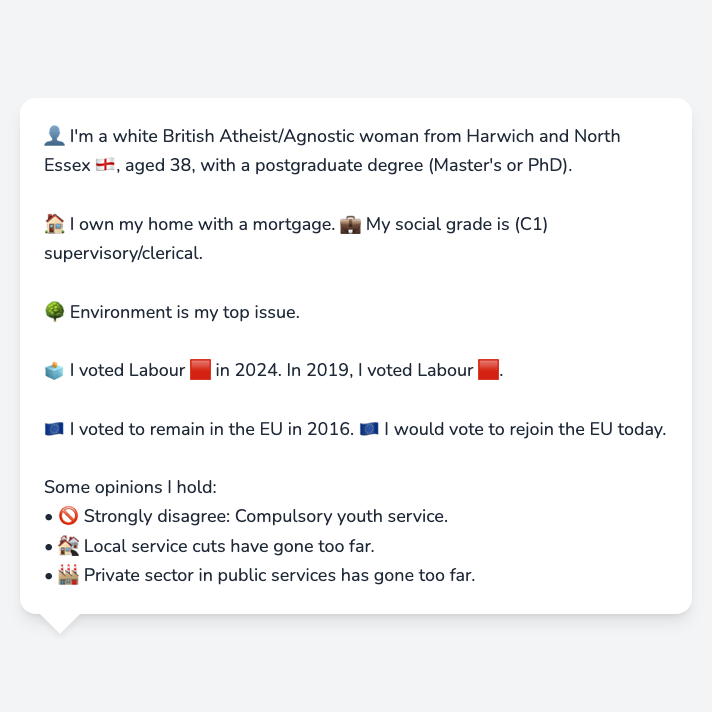 👤 I'm a white British Atheist/Agnostic woman from Harwich and North
Essex 🏴󠁧󠁢󠁥󠁮󠁧󠁿, aged 38, with a postgraduate degree (Master's or PhD).
🏠 I own my home with a mortgage. 💼 My social grade is (C1)
supervisory/clerical.
🌳 Environment is my top issue.
🗳️ I voted Labour 🟥 in 2024. In 2019, I voted Labour 🟥.
🇪🇺 I voted to remain in the EU in 2016. 🇪🇺 I would vote to rejoin the EU today.
Some opinions I hold:
• 🚫 Strongly disagree: Compulsory youth service.
• 🏚️ Local service cuts have gone too far.
• 🏭 Private sector in public services has gone too far.